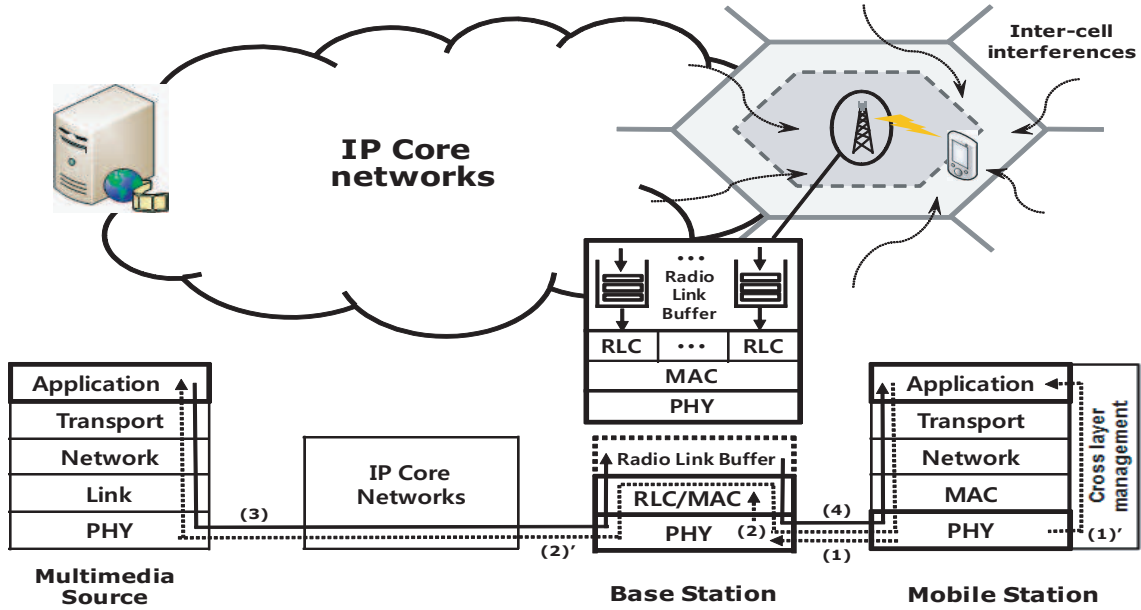 Inter-cell
interferences
IP Core
networks
...
Radio
Link
Buffer
RLC ... RLC
MAC
PHY
Application
Transport
Network
Link
PHY
Multimedia
Source
(3)
(2)’
IP Core
Networks
Radio Link Buffer
RLC/MAC
PHY
(2)
Base Station
(4)
(1)
Application
Transport
Network
MAC
PHY
(1)’
Cross layer
management
Mobile Station